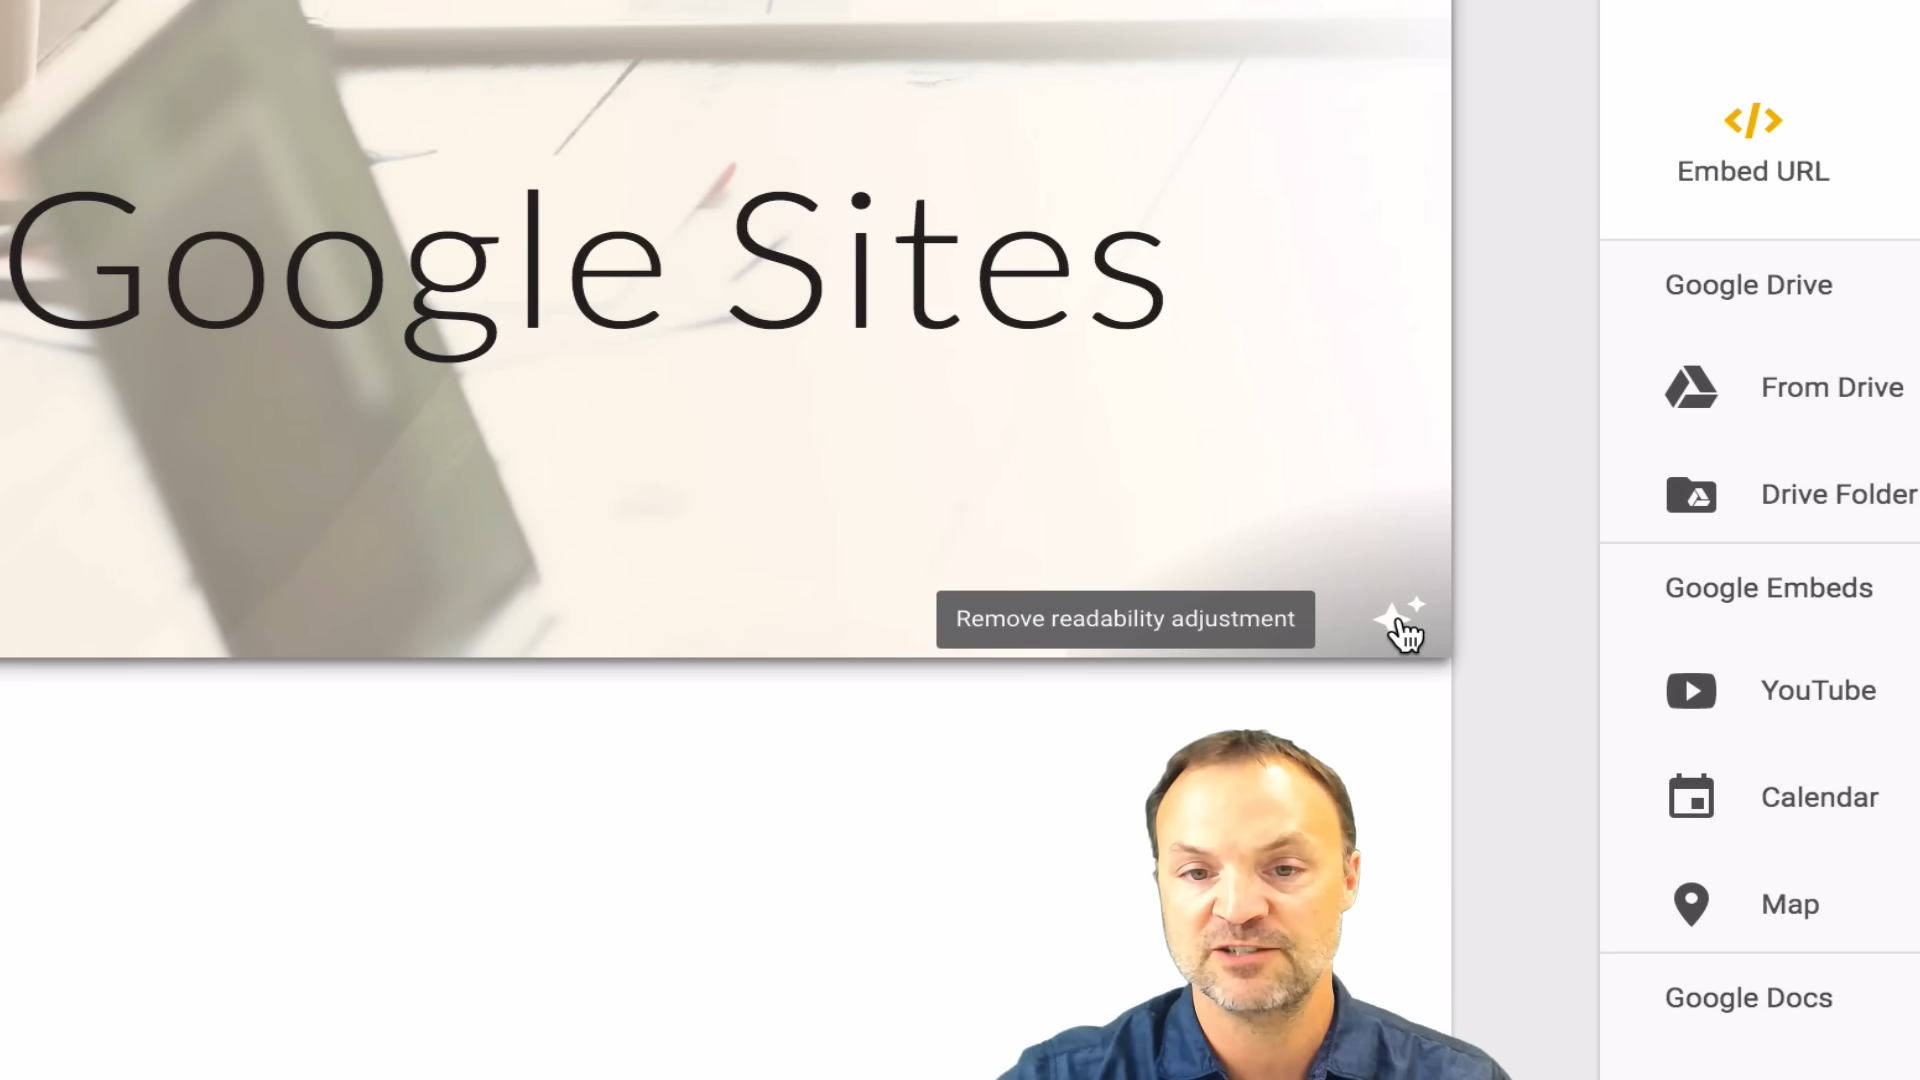 Google Sites
Remove readability adjustment
Embed URL
Google Drive
From Drive
Drive Folder
Google Embeds
YouTube
Calendar
Map
Google Docs